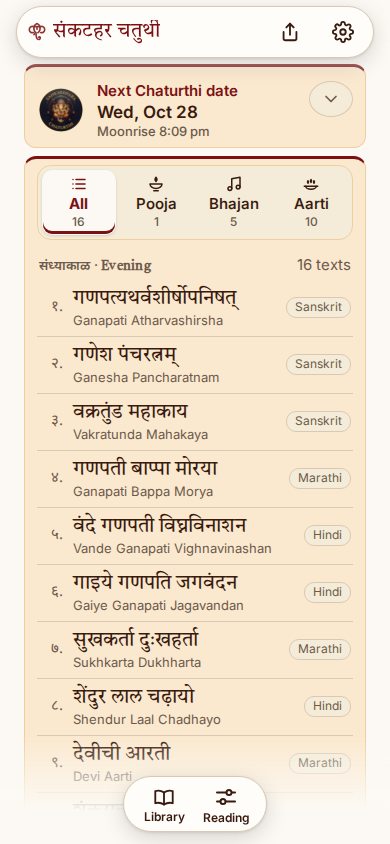 संकटहर चतुर्थी
Next Chaturthi date
Wed, Oct 28
Moonrise 8:09 pm
All
16
Pooja
1
Bhajan
5
Aarti
10
संध्याकाळ · Evening
16 texts
१. गणपत्यथर्वशीर्षोपनिषत्
Ganapati Atharvashirsha
Sanskrit
२. गणेश पंचरत्नम्
Ganesha Pancharatnam
Sanskrit
३. वक्रतुंड महाकाय
Vakratunda Mahakaya
Sanskrit
४. गणपती बाप्पा मोरया
Ganapati Bappa Morya
Marathi
५. वंदे गणपती विघ्नविनाशन
Vande Ganapati Vighnavinashan
Hindi
६. गाइये गणपति जगवंदन
Gaiye Ganapati Jagavandan
Hindi
७. सुखकर्ता दुःखहर्ता
Sukhkarta Dukhharta
Marathi
८. शेंदुर लाल चढ़ायो
Shendur Laal Chadhayo
Hindi
९. देवीची आरती
Devi Aarti
Marathi
Library
Reading